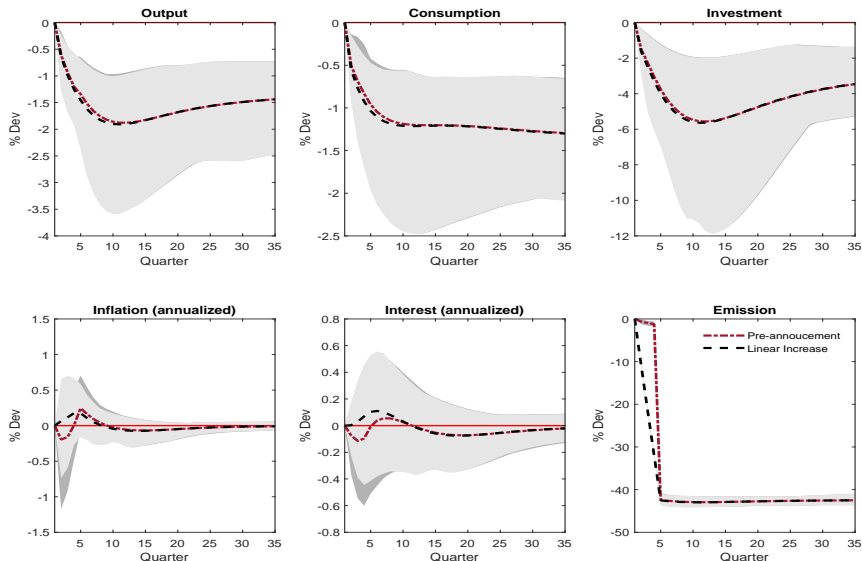 Output
Consumption
Investment
0
-0.5
-1
-1.5
-2
-2.5
-3
-3.5
-4
% Dev
5 10 15 20 25 30 35
Quarter
0
-0.5
-1
-1.5
-2
-2.5
% Dev
5 10 15 20 25 30 35
Quarter
0
-2
-4
-6
-8
-10
-12
% Dev
5 10 15 20 25 30 35
Quarter
Inflation (annualized)
Interest (annualized)
Emission
1.5
1
0.5
0
-0.5
-1
-1.5
% Dev
5 10 15 20 25 30 35
Quarter
0.8
0.6
0.4
0.2
0
-0.2
-0.4
-0.6
-0.8
% Dev
5 10 15 20 25 30 35
Quarter
0
-10
-20
-30
-40
-50
% Dev
Pre-annoucement
Linear Increase
5 10 15 20 25 30 35
Quarter